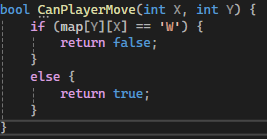 bool CanPlayerMove(int X, int Y) {
    if (map[Y][X] == 'W') {
        return false;
    }
    else {
        return true;
    }
}